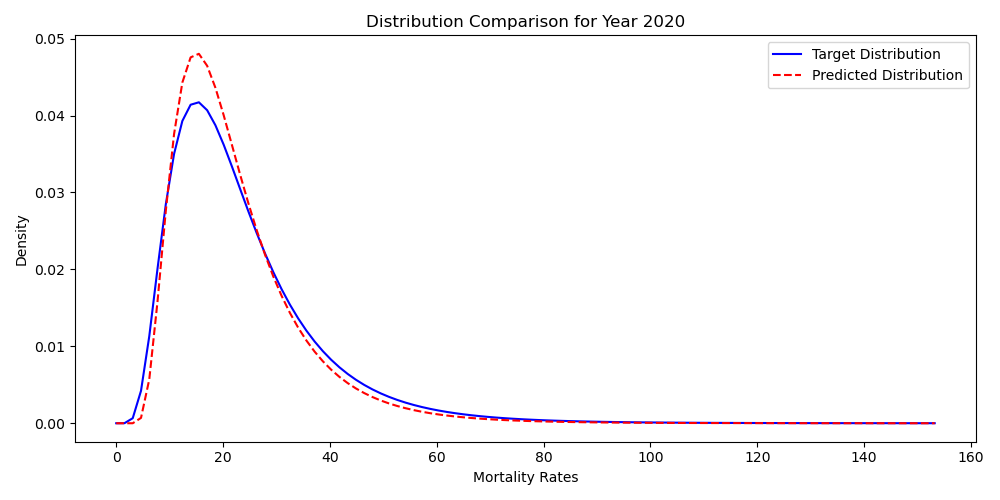 Distribution Comparison for Year 2020
Target Distribution
Predicted Distribution
Density
0.05
0.04
0.03
0.02
0.01
0.00
0 20 40 60 80 100 120 140 160
Mortality Rates